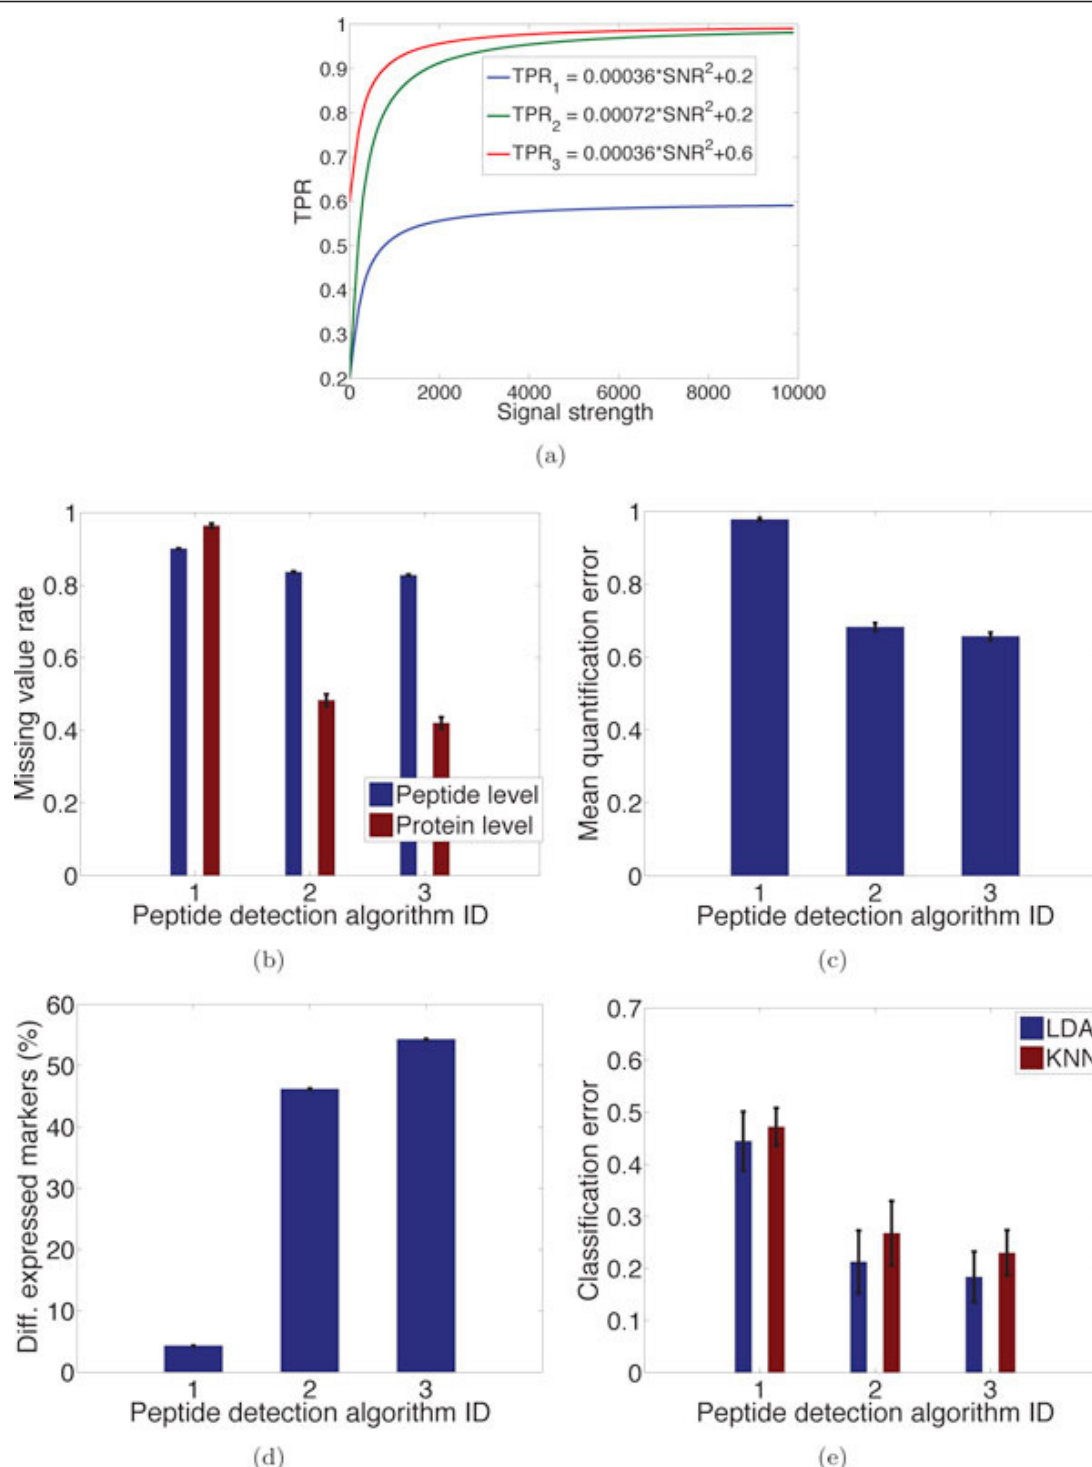 1
0.9
0.8
0.7
0.6
0.5
0.4
0.3
0.2
TPR
TPR1 = 0.00036*SNR2+0.2
TPR2 = 0.00072*SNR2+0.2
TPR3 = 0.00036*SNR2+0.6
0 2000 4000 6000 8000 10000
Signal strength
(a)
1
0.8
0.6
0.4
0.2
0
Missing value rate
Peptide level
Protein level
1 2 3
Peptide detection algorithm ID
(b)
1
0.8
0.6
0.4
0.2
0
Mean quantification error
1 2 3
Peptide detection algorithm ID
(c)
60
50
40
30
20
10
0
Diff. expressed markers (%)
1 2 3
Peptide detection algorithm ID
(d)
0.7
0.6
0.5
0.4
0.3
0.2
0.1
0
Classification error
LDA
KNN
1 2 3
Peptide detection algorithm ID
(e)